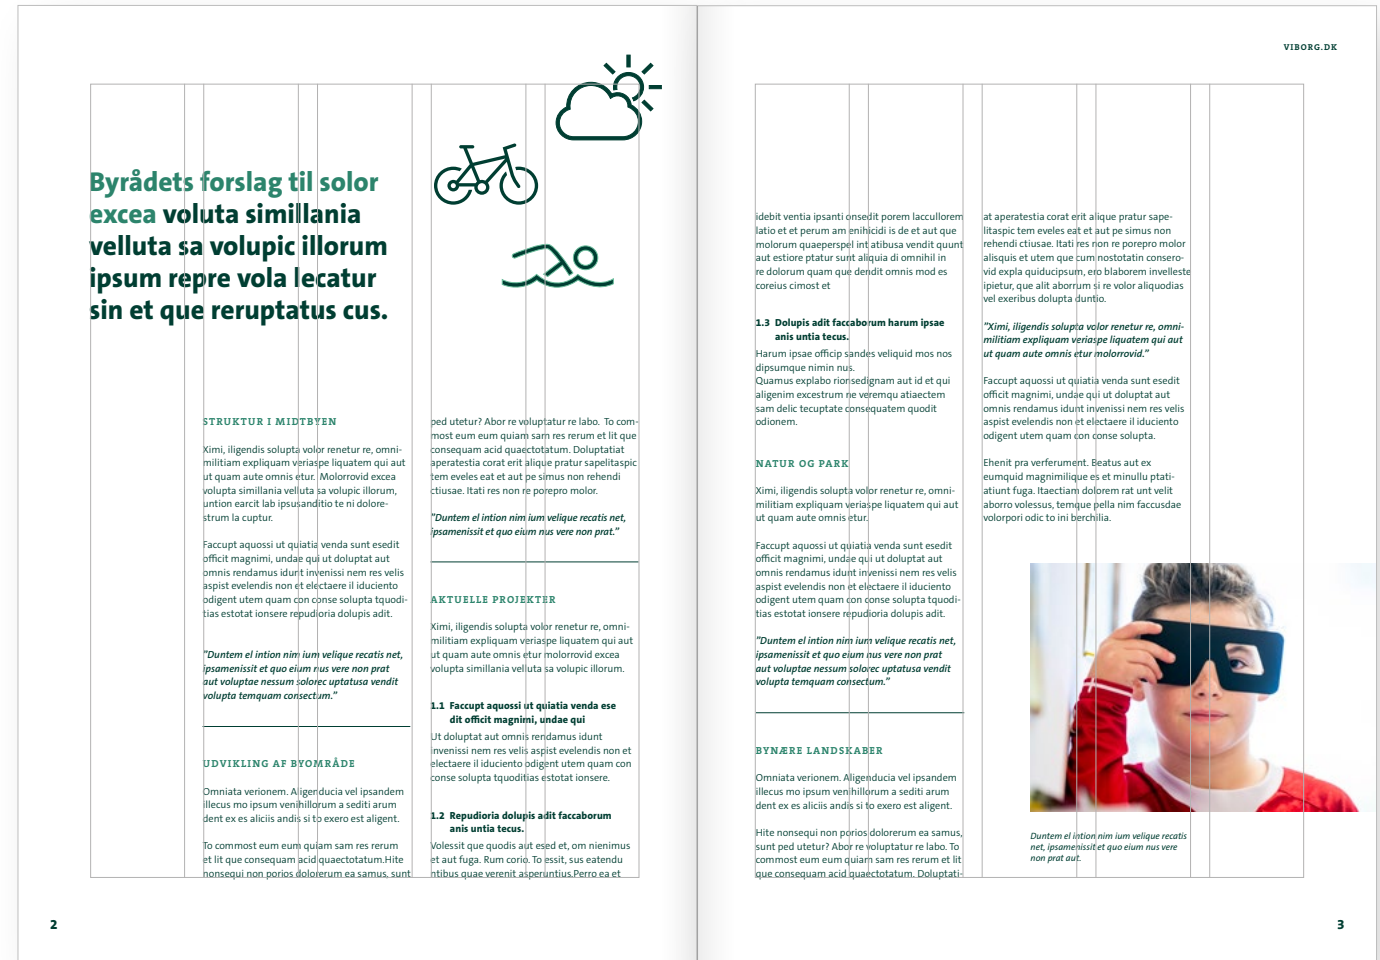 Byrådets forslag til solor
excea voluta simillania
velluta sa volupic illorum
ipsum repre vola lecatur
sin et que reruptatus cus.
STRUKTUR I MIDTBYEN
Ximi, iligendis solupta volor renetur re, omni-
militiam expliquam veriaspe liquatem qui aut
ut quam aute omnis etur. Molorrovid excea
volupta simillania velluta sa volupic illorum,
untion earcit lab ipsusanditio te ni dolore-
strum la cuptur.
Faccupt aquossi ut quiatia venda sunt esedit
officit magnimi, undae qui ut doluptat aut
omnis rendamus idunt invenissi nem res velis
aspist evelendis non et electaere il iduciento
odigent utem quam con conse solupta tquodi-
tias estotat ionsere repudioria dolupis adit.
"Duntem el intion nim ium velique recatis net,
ipsamenissit et quo eium nus vere non prat
aut voluptae nessum solorec uptatusa vendit
volupta temquam consectum."
UDVIKLING AF BYOMRÅDE
Omniata verionem. Aligenducia vel ipsandem
illecus mo ipsum venihillorum a sediti arum
dent ex es aliciis andis si to exero est aligent.
To commost eum eum quiam sam res rerum
et lit que consequam acid quaectotatum.Hite
nonsequi non porios dolorerum ea samus, sunt
ped utetur? Abor re voluptatur re labo. To com-
most eum eum quiam sam res rerum et lit que
consequam acid quaectotatum. Doluptatiat
aperatestia corat erit alique pratur sapelitaspic
tem eveles eat et aut pe simus non rehendi
ctiusae. Itati res non re porepro molor.
"Duntem el intion nim ium velique recatis net,
ipsamenissit et quo eium nus vere non prat."
AKTUELLE PROJEKTER
Ximi, iligendis solupta volor renetur re, omni-
militiam expliquam veriaspe liquatem qui aut
ut quam aute omnis etur molorrovid excea
volupta simillania velluta sa volupic illorum.
1.1 Faccupt aquossi ut quiatia venda ese
dit officit magnimi, undae qui
Ut doluptat aut omnis rendamus idunt
invenissi nem res velis aspist evelendis non et
electaere il iduciento odigent utem quam con
conse solupta tquoditias estotat ionsere.
1.2 Repudioria dolupis adit faccaborum
anis untia tecus.
Volessit que quodis aut esed et, om nienimus
et aut fuga. Rum corio. To essit, sus eatendu
ntibus quae verenit asperuntius.Perro ea et
2
VIBORG.DK
idebit ventia ipsanti onsedit porem laccullorem
latio et et perum am enihicidi is de et aut que
molorum quaeperspel int atibusa vendit quunt
aut estiore ptatur sunt aliquia di omnihil in
re dolorum quam que dendit omnis mod es
coreius cimost et
1.3 Dolupis adit faccaborum harum ipsae
anis untia tecus.
Harum ipsae officip sandes veliquid mos nos
dipsumque nimin nus.
Quamus explabo rionsedignam aut id et qui
aligenim excestrum ne veremqu atiaectem
sam delic tecuptate consequatem quodit
odionem.
NATUR OG PARK
Ximi, iligendis solupta volor renetur re, omni-
militiam expliquam veriaspe liquatem qui aut
ut quam aute omnis etur.
Faccupt aquossi ut quiatia venda sunt esedit
officit magnimi, undae qui ut doluptat aut
omnis rendamus idunt invenissi nem res velis
aspist evelendis non et electaere il iduciento
odigent utem quam con conse solupta tquodi-
tias estotat ionsere repudioria dolupis adit.
"Duntem el intion nim ium velique recatis net,
ipsamenissit et quo eium nus vere non prat
aut voluptae nessum solorec uptatusa vendit
volupta temquam consectum."
BYNÆRE LANDSKABER
Omniata verionem. Aligenducia vel ipsandem
illecus mo ipsum venihillorum a sediti arum
dent ex es aliciis andis si to exero est aligent.
Hite nonsequi non porios dolorerum ea samus,
sunt ped utetur? Abor re voluptatur re labo. To
commost eum eum quiam sam res rerum et lit
que consequam acid quaectotatum. Doluptati-
at aperatestia corat erit alique pratur sape-
litaspic tem eveles eat et aut pe simus non
rehendi ctiusae. Itati res non re porepro molor
alisquis et utem que cum nostotatin consero-
vid expla quiducipsum, ero blaborem invelleste
ipietur, que alit aborrum si re volor aliquodias
vel exeribus dolupta duntio.
"Ximi, iligendis solupta volor renetur re, omni-
militiam expliquam veriaspe liquatem qui aut
ut quam aute omnis etur molorrovid."
Faccupt aquossi ut quiatia venda sunt esedit
officit magnimi, undae qui ut doluptat aut
omnis rendamus idunt invenissi nem res velis
aspist evelendis non et electaere il iduciento
odigent utem quam con conse solupta.
Ehenit pra verferument. Beatus aut ex
eumquid magnimilique es et minullu ptati-
atiunt fuga. Itaectiam dolorem rat unt velit
aborro volessus, temque pella nim faccusdae
volorpori odic to ini berchilia.
Duntem el intion nim ium velique recatis
net, ipsamenissit et quo eium nus vere
non prat aut.
3